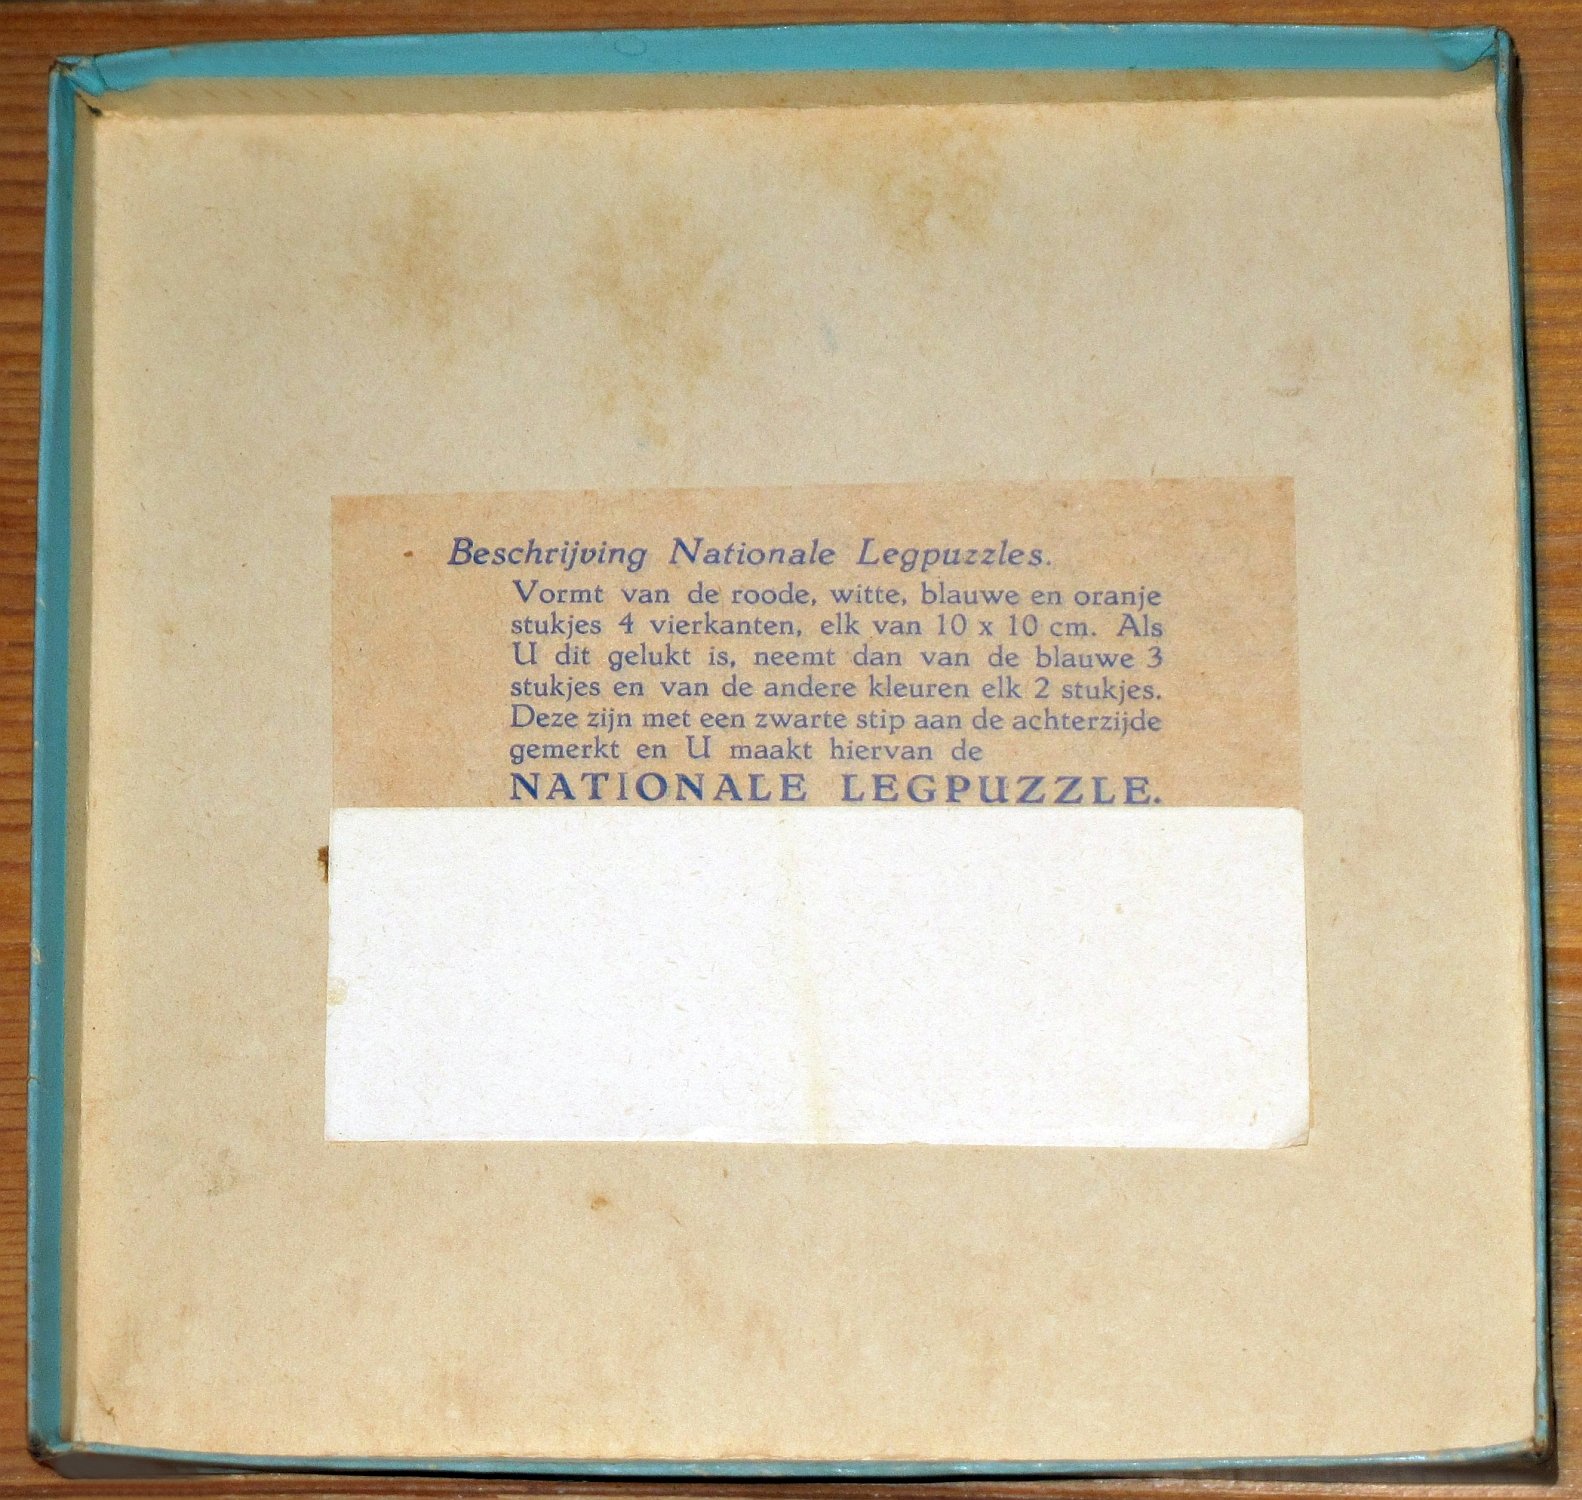 Beschrijving Nationale Legpuzzles.
Vormt van de roode, witte, blauwe en oranje
stukjes 4 vierkanten, elk van 10 x 10 cm. Als
U dit gelukt is, neemt dan van de blauwe 3
stukjes en van de andere kleuren elk 2 stukjes.
Deze zijn met een zwarte stip aan de achterzijde
gemerkt en U maakt hiervan de
NATIONALE LEGPUZZLE.